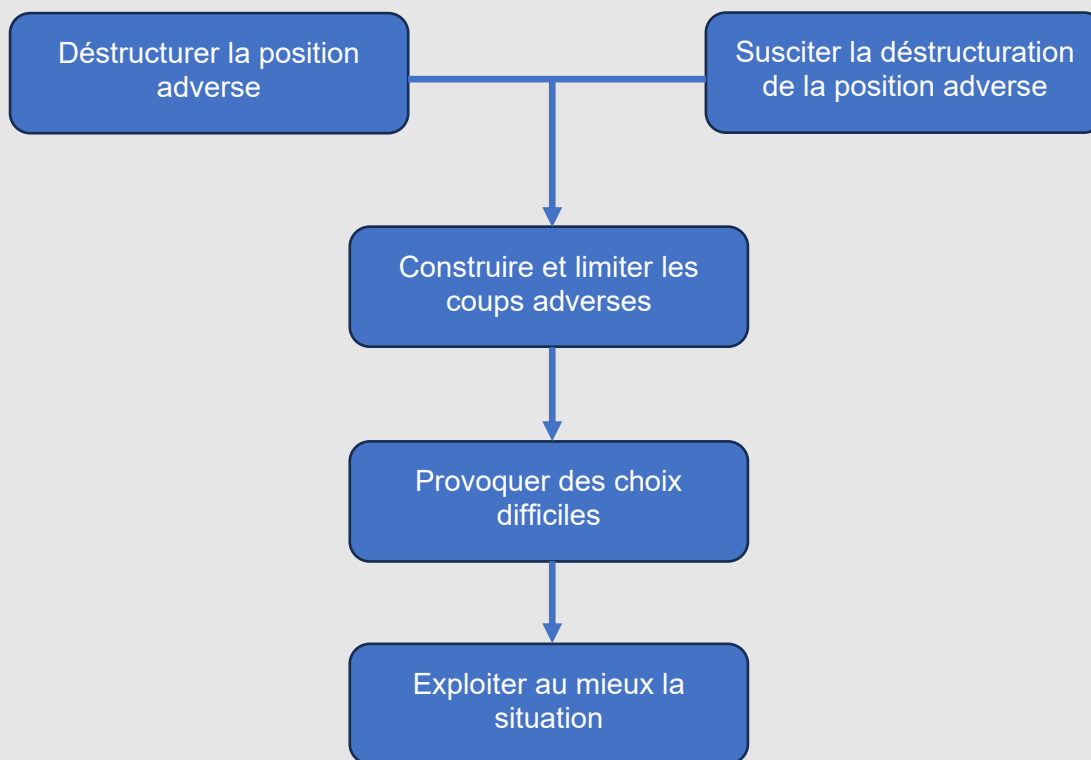 Déstructurer la position
adverse
Susciter la déstructuration
de la position adverse
Construire et limiter les
coups adverses
Provoquer des choix
difficiles
Exploiter au mieux la
situation